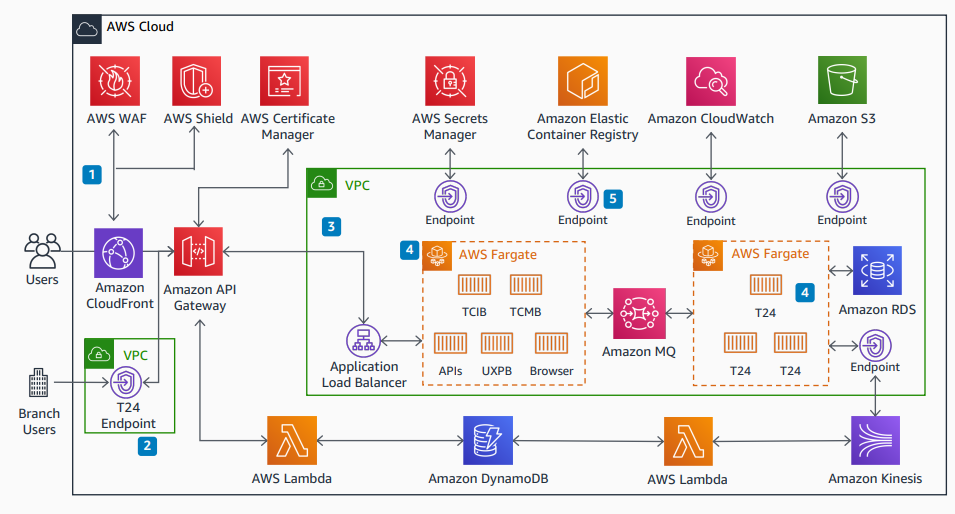 AWS Cloud
AWS WAF
AWS Shield
AWS Certificate
Manager
AWS Secrets
Manager
Amazon Elastic
Container Registry
Amazon CloudWatch
Amazon S3
1
VPC
Endpoint
Endpoint
5
Endpoint
Endpoint
3
Users
Amazon
CloudFront
Amazon API
Gateway
4
AWS Fargate
TCIB
TCMB
APIs
UXPB
Browser
Amazon MQ
AWS Fargate
4
T24
T24
T24
Amazon RDS
Endpoint
Application
Load Balancer
VPC
T24
Endpoint
2
Branch
Users
AWS Lambda
Amazon DynamoDB
AWS Lambda
Amazon Kinesis